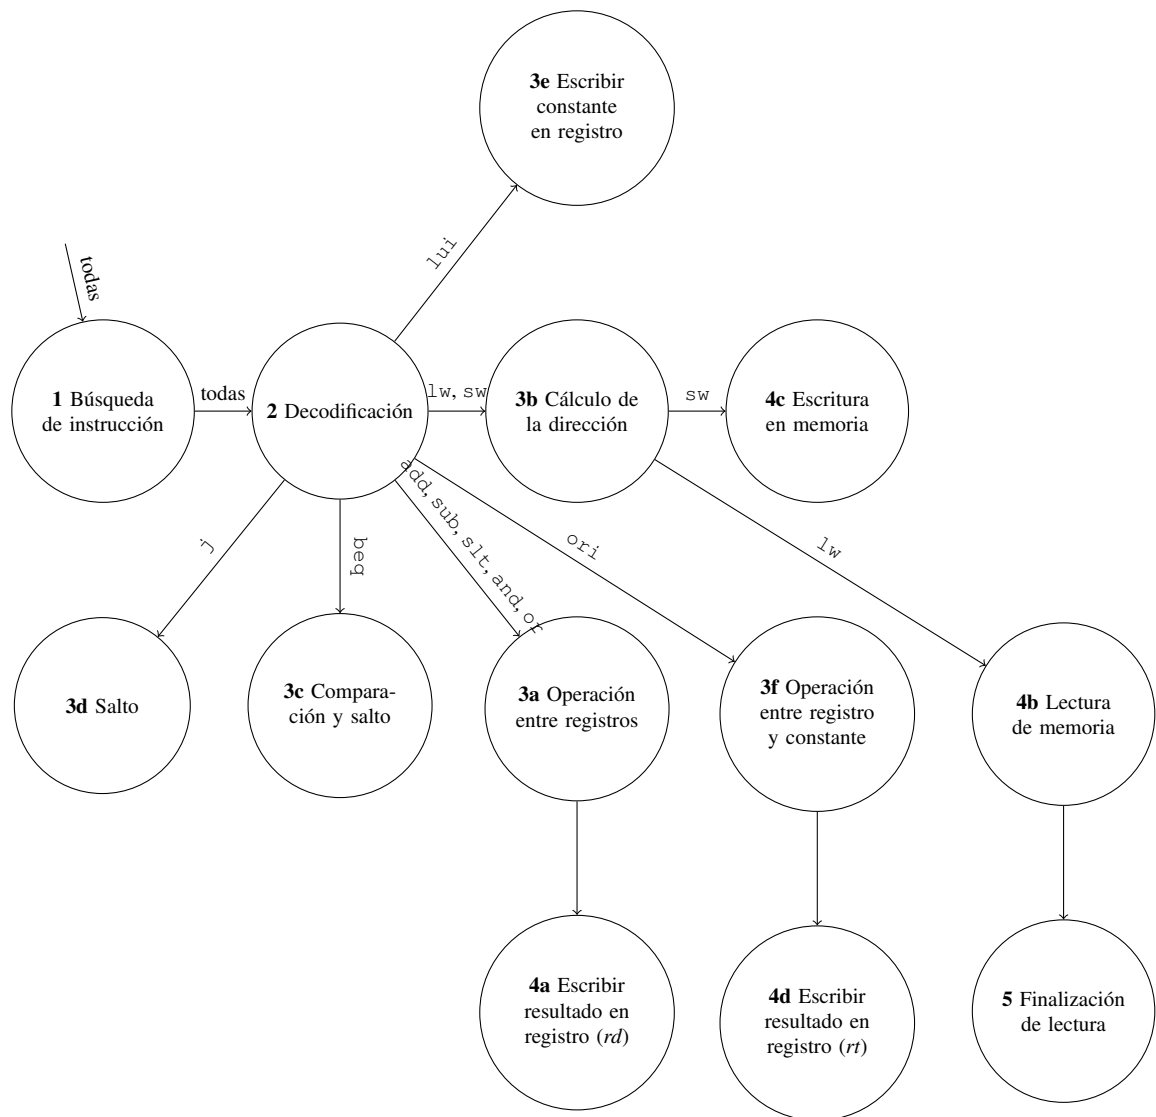 3e Escribir
constante
en registro
lui
todas
1 Búsqueda
de instrucción
todas
2 Decodificación
lw, sw
3b Cálculo de
la dirección
sw
4c Escritura
en memoria
j
beq
add, sub, slt, and, or
ori
lw
3d Salto
3c Compara-
ción y salto
3a Operación
entre registros
3f Operación
entre registro
y constante
4b Lectura
de memoria
4a Escribir
resultado en
registro (rd)
4d Escribir
resultado en
registro (rt)
5 Finalización
de lectura